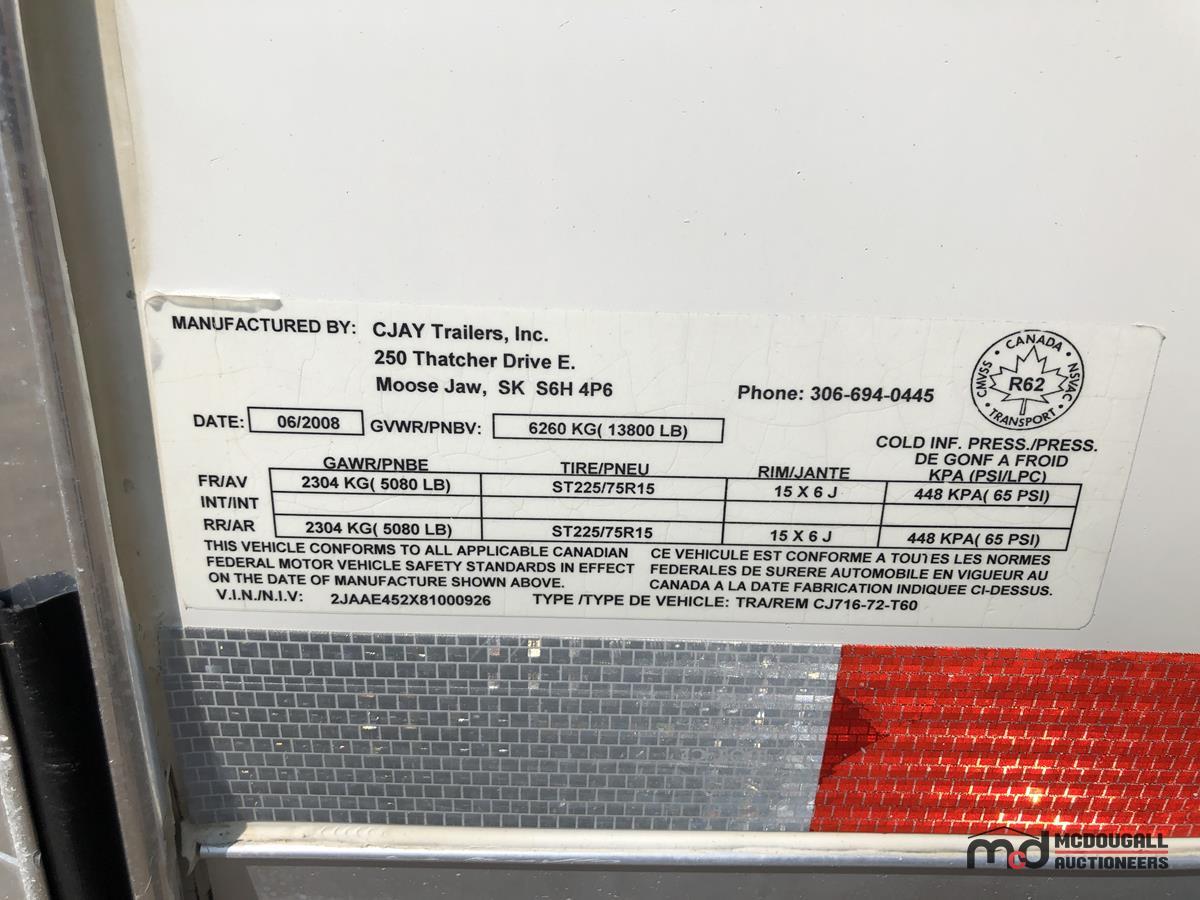 MANUFACTURED BY: CJAY Trailers, Inc.
250 Thatcher Drive E.
Moose Jaw, SK S6H 4P6
Phone: 306-694-0445
CANADA
CMVSS R62 NSVAC
TRANSPORT
DATE: 06/2008 GVWR/PNBV: 6260 KG( 13800 LB)
COLD INF. PRESS./PRESS.
DE GONF A FROID
GAWR/PNBE TIRE/PNEU RIM/JANTE KPA (PSI/LPC)
FR/AV 2304 KG( 5080 LB) ST225/75R15 15 X 6 J 448 KPA( 65 PSI)
INT/INT
RR/AR 2304 KG( 5080 LB) ST225/75R15 15 X 6 J 448 KPA( 65 PSI)
THIS VEHICLE CONFORMS TO ALL APPLICABLE CANADIAN
FEDERAL MOTOR VEHICLE SAFETY STANDARDS IN EFFECT
ON THE DATE OF MANUFACTURE SHOWN ABOVE.
CE VEHICULE EST CONFORME A TOUTES LES NORMES
FEDERALES DE SURERE AUTOMOBILE EN VIGUEUR AU
CANADA A LA DATE FABRICATION INDIQUEE CI-DESSUS.
V.I.N./N.I.V: 2JAAE452X81000926 TYPE /TYPE DE VEHICLE: TRA/REM CJ716-72-T60
mcd MCDOUGALL
AUCTIONEERS